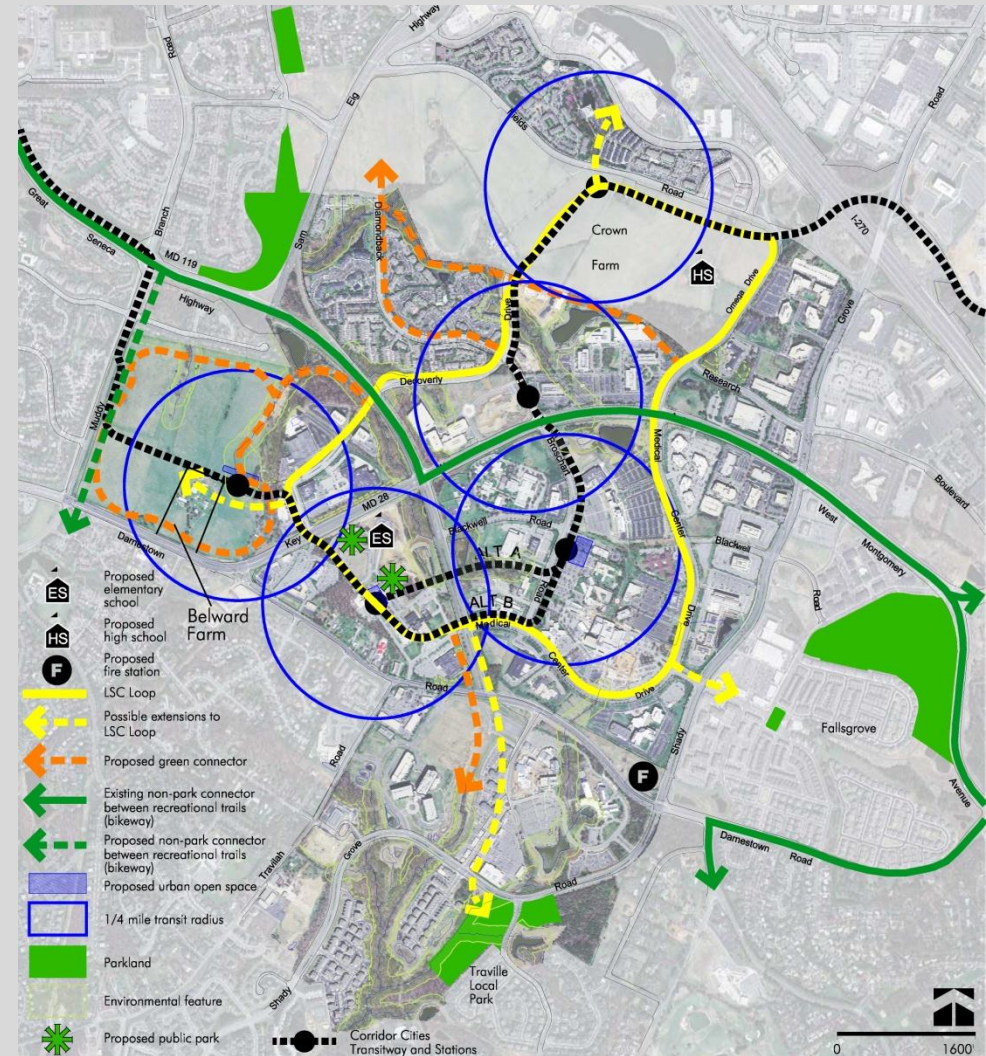 Highway
Road
Eig
Road
Fields
Road
Great
Seneca
Branch
MD 119
Sam
Diamondback
Crown
Farm
HS
I-270
Highway
Drive
Omega Drive
Grove
Decoverly
Research
Muddy
Medical
Broschart
MD 28
Key
Blackwell
Road
ES
ALT A
Road
Center
Blackwell
West
Boulevard
Montgomery
Darnestown
ALT B
Medical
Center
Drive
Drive
Road
Road
Road
Shady
Fallsgrove
Avenue
F
Darnestown
Road
Grove
Travilah
Road
Shady
Traville
Local
Park
ES
Proposed
elementary
school
Belward
Farm
HS
Proposed
high school
F
Proposed
fire station
LSC Loop
Possible extensions to
LSC Loop
Proposed green connector
Existing non-park connector
between recreational trails
(bikeway)
Proposed non-park connector
between recreational trails
(bikeway)
Proposed urban open space
1/4 mile transit radius
Parkland
Environmental feature
Proposed public park
Corridor Cities
Transitway and Stations
0 1600'